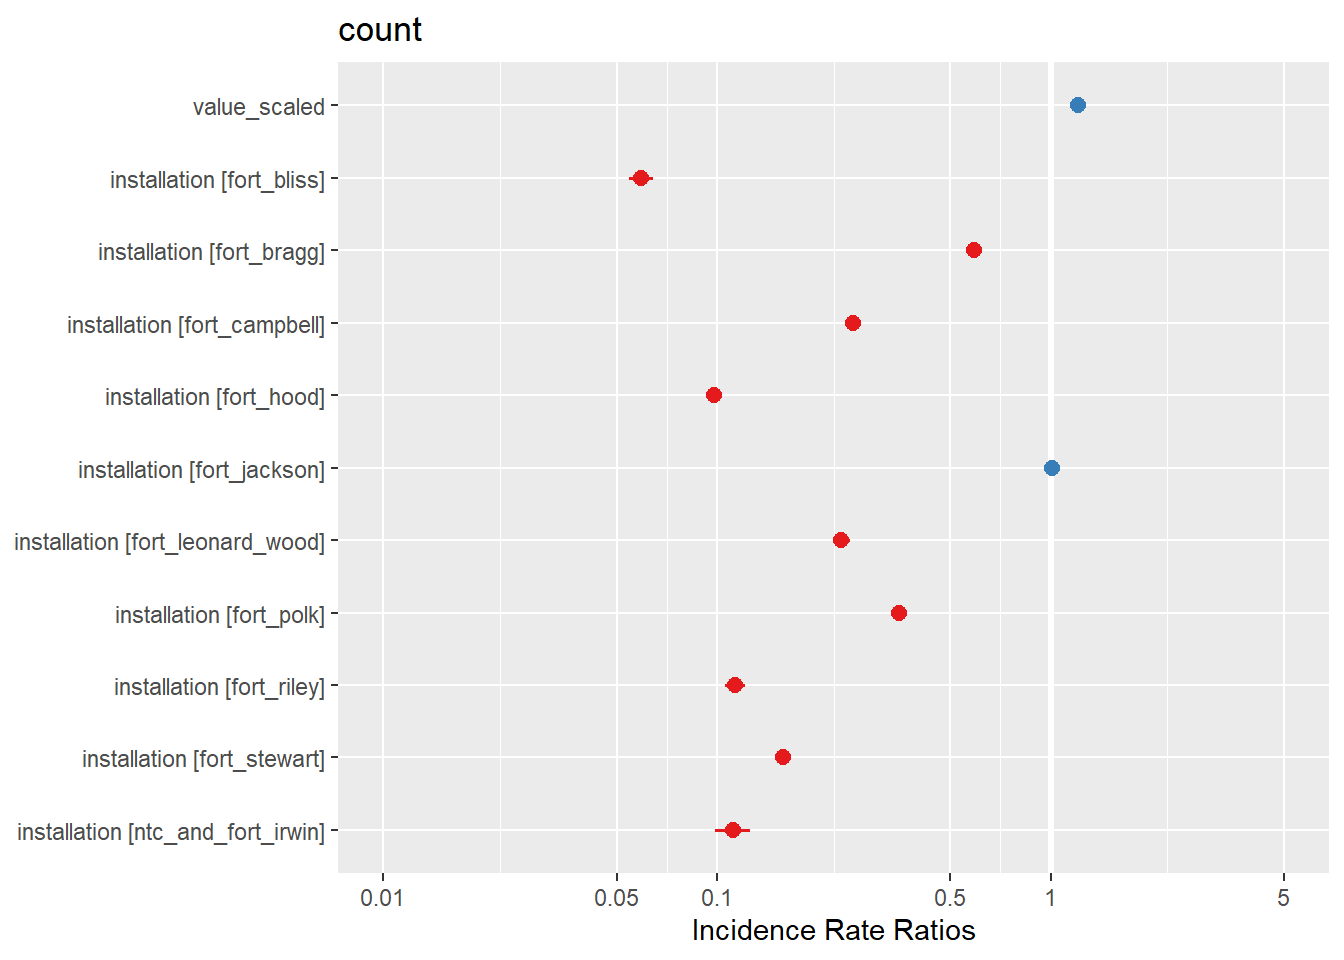 count
value_scaled
installation [fort_bliss]
installation [fort_bragg]
installation [fort_campbell]
installation [fort_hood]
installation [fort_jackson]
installation [fort_leonard_wood]
installation [fort_polk]
installation [fort_riley]
installation [fort_stewart]
installation [ntc_and_fort_irwin]
0.01 0.05 0.1 0.5 1 5
Incidence Rate Ratios